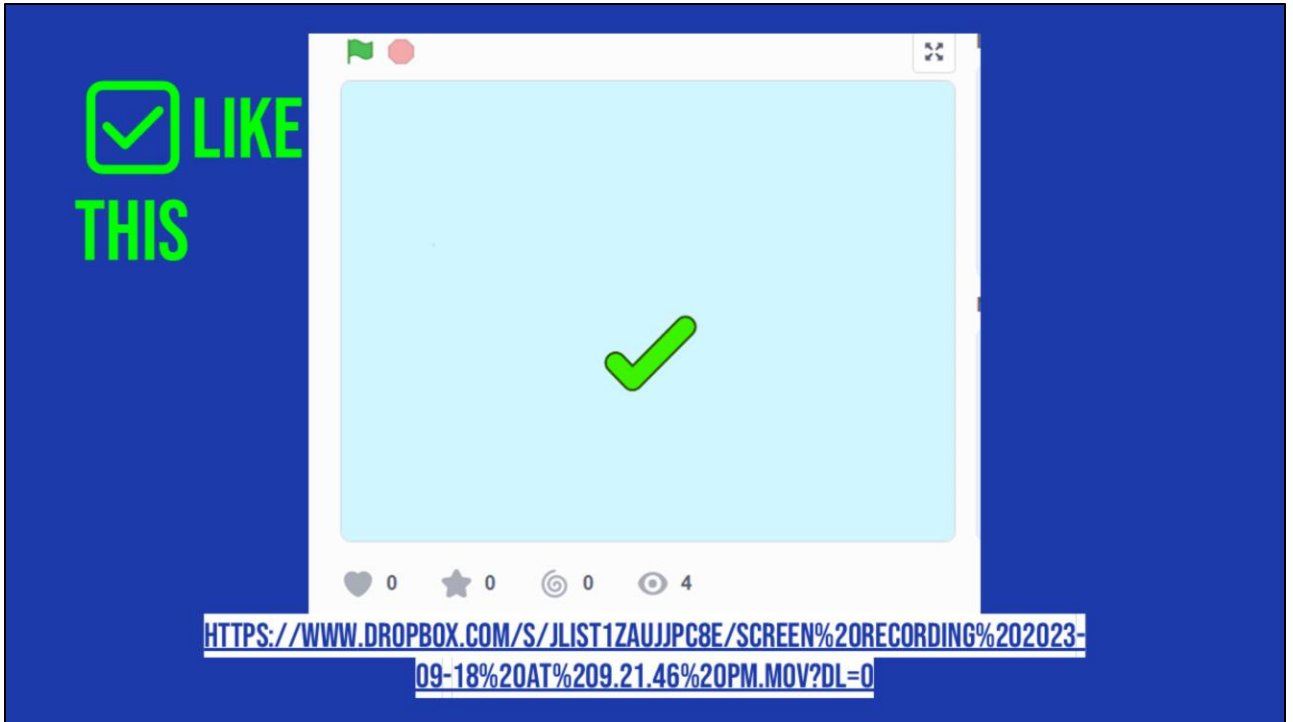 LIKE
THIS
0 0 0 4
HTTPS://WWW.DROPBOX.COM/S/JLIST1ZAUJJPC8E/SCREEN%20RECORDING%202023-
09-18%20AT%209.21.46%20PM.MOV?DL=0